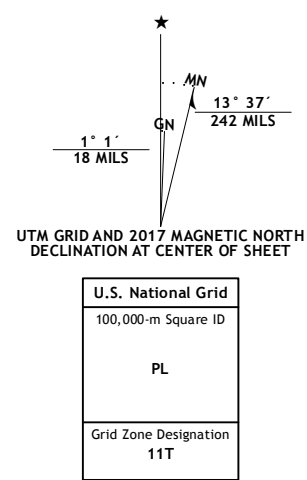 ★
MN
GN
13° 37´
242 MILS
1° 1´
18 MILS
UTM GRID AND 2017 MAGNETIC NORTH
DECLINATION AT CENTER OF SHEET
U.S. National Grid
100,000-m Square ID
PL
Grid Zone Designation
11T